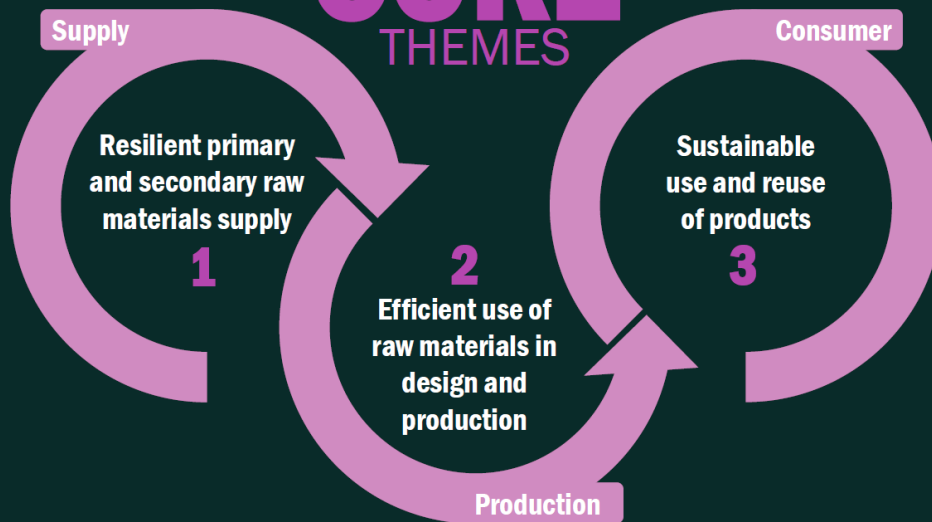 THEMES
Supply
Consumer
Resilient primary
and secondary raw
materials supply
1
2
Efficient use of
raw materials in
design and
production
Sustainable
use and reuse
of products
3
Production